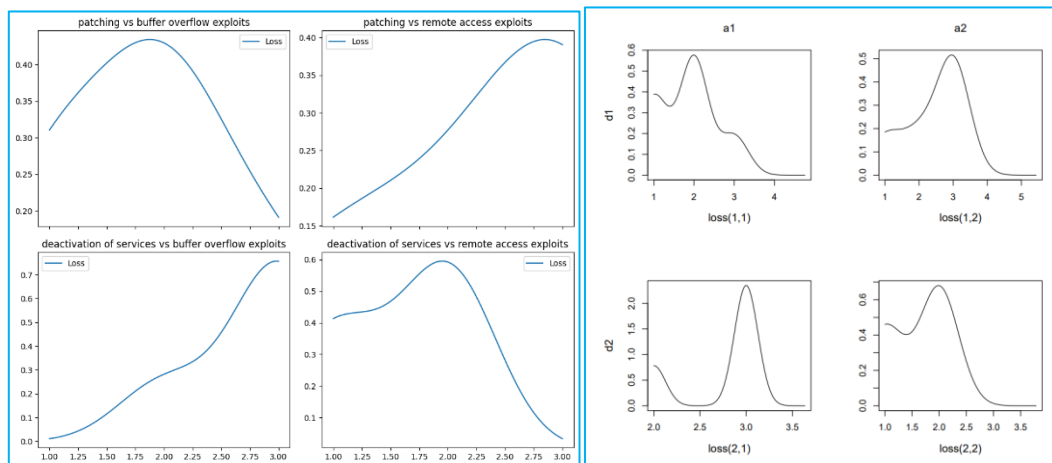 patching vs buffer overflow exploits
Loss
0.40
0.35
0.30
0.25
0.20
patching vs remote access exploits
Loss
0.40
0.35
0.30
0.25
0.20
0.15
deactivation of services vs buffer overflow exploits
Loss
0.7
0.6
0.5
0.4
0.3
0.2
0.1
0.0
1.00 1.25 1.50 1.75 2.00 2.25 2.50 2.75 3.00
deactivation of services vs remote access exploits
Loss
0.6
0.5
0.4
0.3
0.2
0.1
1.00 1.25 1.50 1.75 2.00 2.25 2.50 2.75 3.00
a1
d1
0.0 0.1 0.2 0.3 0.4 0.5 0.6
1 2 3 4
loss(1,1)
a2
0.0 0.1 0.2 0.3 0.4 0.5
1 2 3 4 5
loss(1,2)
d2
0.0 0.5 1.0 1.5 2.0
2.0 2.5 3.0 3.5
loss(2,1)
0.0 0.2 0.4 0.6
1.0 1.5 2.0 2.5 3.0 3.5
loss(2,2)